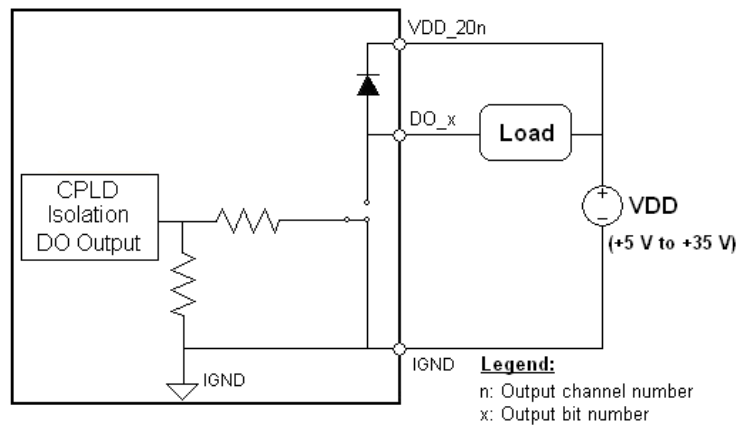 VDD_20n
DO_x
Load
CPLD
Isolation
DO Output
+
−
VDD
(+5 V to +35 V)
IGND
IGND
Legend:
n: Output channel number
x: Output bit number